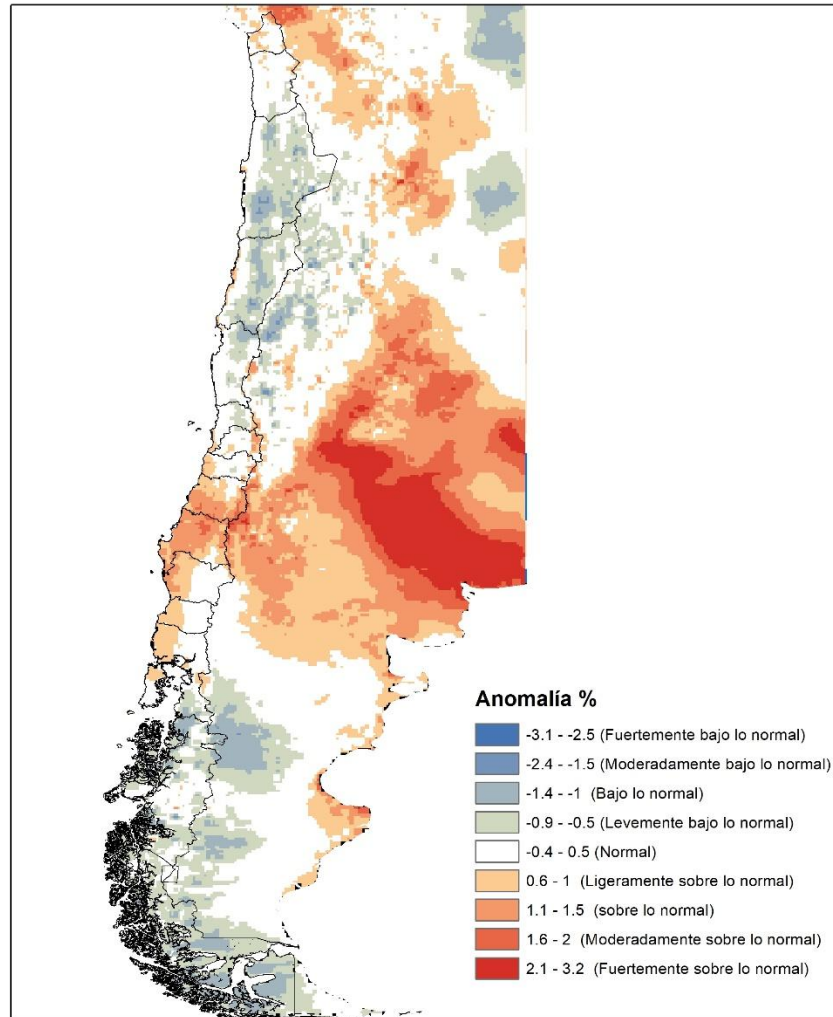 Anomalía %
-3.1 - -2.5 (Fuertemente bajo lo normal)
-2.4 - -1.5 (Moderadamente bajo lo normal)
-1.4 - -1 (Bajo lo normal)
-0.9 - -0.5 (Levemente bajo lo normal)
-0.4 - 0.5 (Normal)
0.6 - 1 (Ligeramente sobre lo normal)
1.1 - 1.5 (sobre lo normal)
1.6 - 2 (Moderadamente sobre lo normal)
2.1 - 3.2 (Fuertemente sobre lo normal)